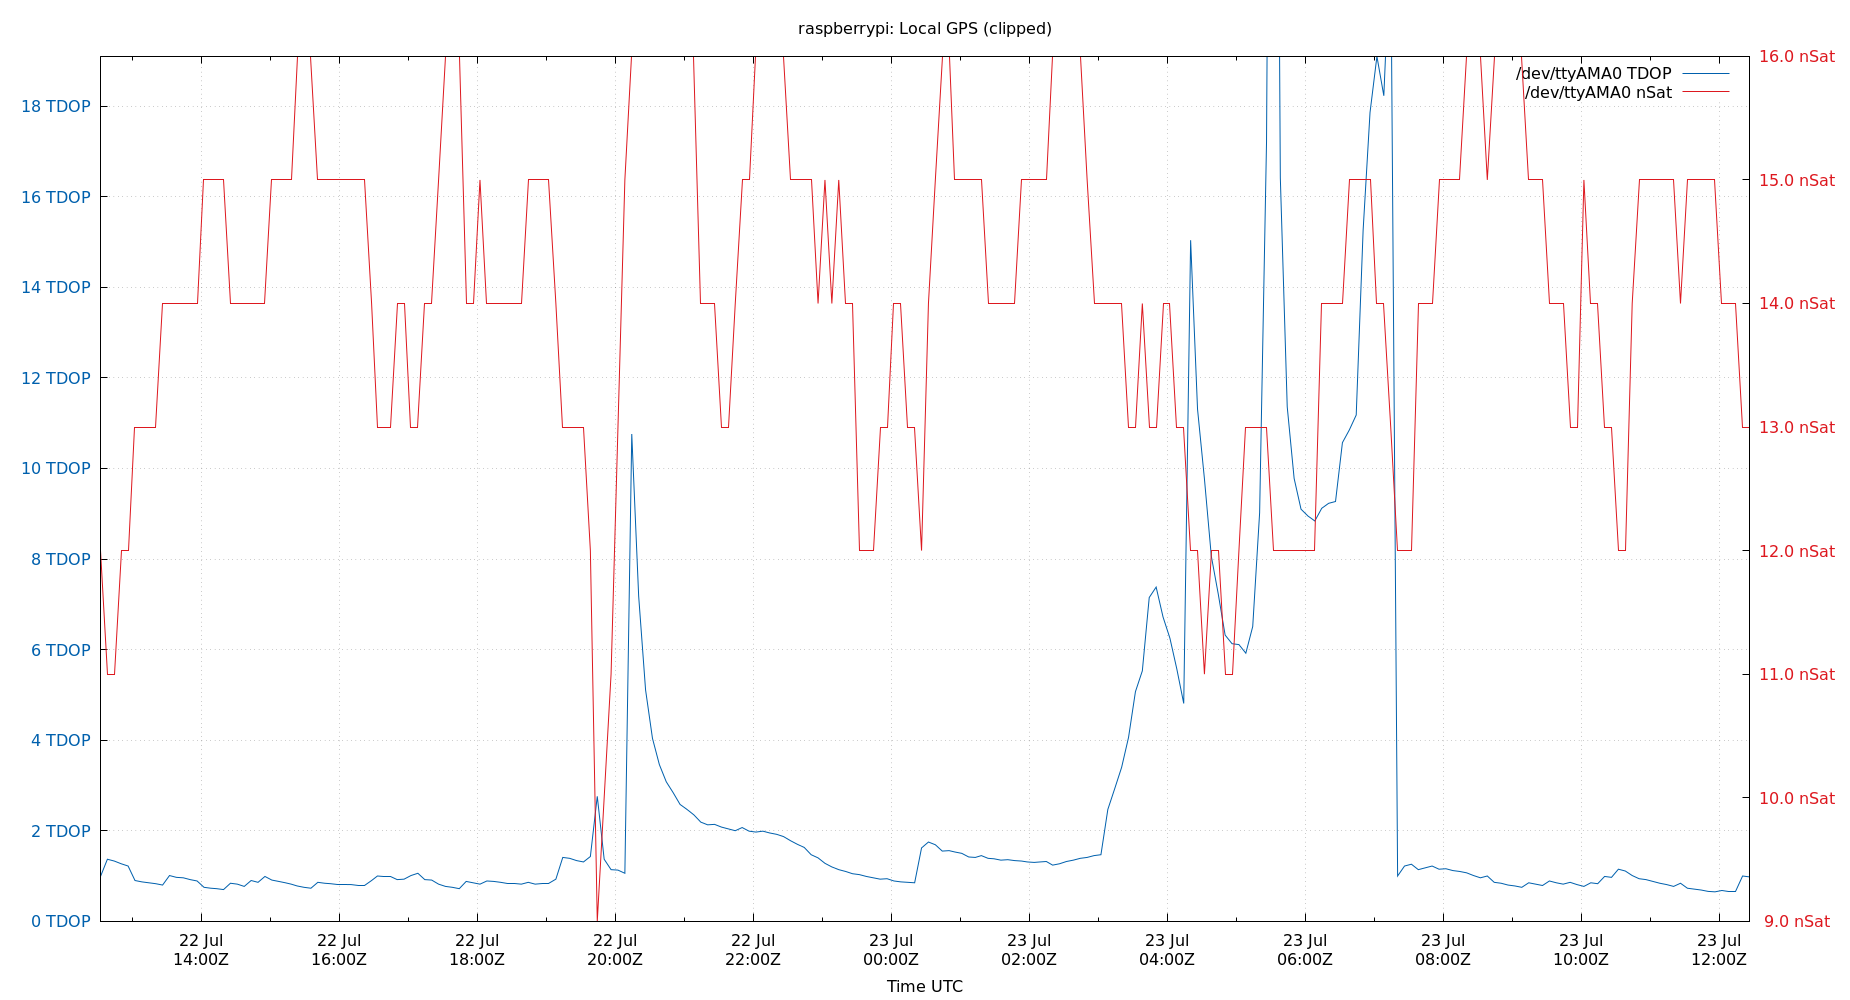 raspberrypi: Local GPS (clipped)
/dev/ttyAMA0 TDOP
/dev/ttyAMA0 nSat
18 TDOP
16 TDOP
14 TDOP
12 TDOP
10 TDOP
8 TDOP
6 TDOP
4 TDOP
2 TDOP
0 TDOP
16.0 nSat
15.0 nSat
14.0 nSat
13.0 nSat
12.0 nSat
11.0 nSat
10.0 nSat
9.0 nSat
22 Jul
14:00Z
22 Jul
16:00Z
22 Jul
18:00Z
22 Jul
20:00Z
22 Jul
22:00Z
23 Jul
00:00Z
23 Jul
02:00Z
23 Jul
04:00Z
23 Jul
06:00Z
23 Jul
08:00Z
23 Jul
10:00Z
23 Jul
12:00Z
Time UTC